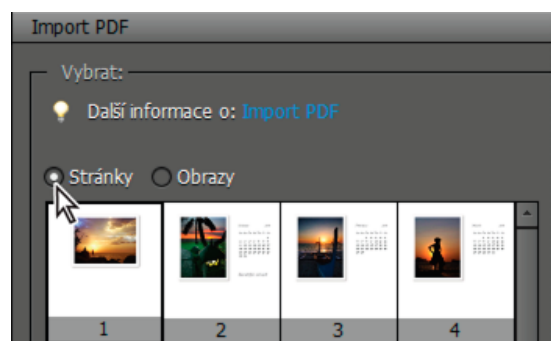 Import PDF
Vybrat:
Další informace o: Import PDF
Stránky Obrazy
1 2 3 4